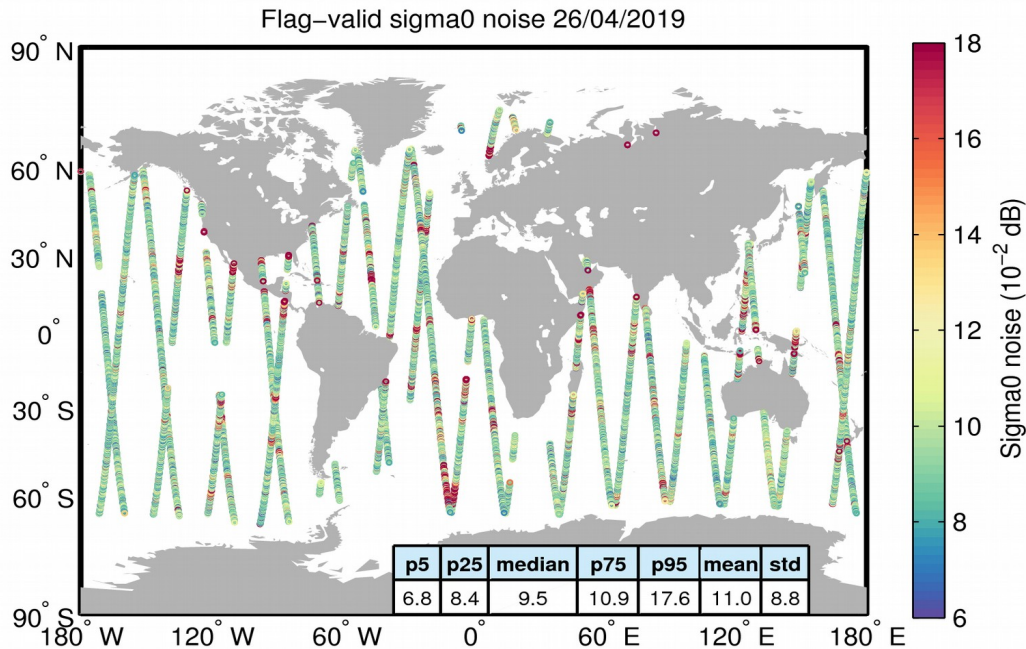 Flag−valid sigma0 noise 26/04/2019
90° N
60° N
30° N
0°
30° S
60° S
90° S
180° W
120° W
60° W
0°
60° E
120° E
180° E
p5 p25 median p75 p95 mean std
6.8 8.4 9.5 10.9 17.6 11.0 8.8
18
16
14
12
10
8
6
Sigma0 noise (10⁻² dB)